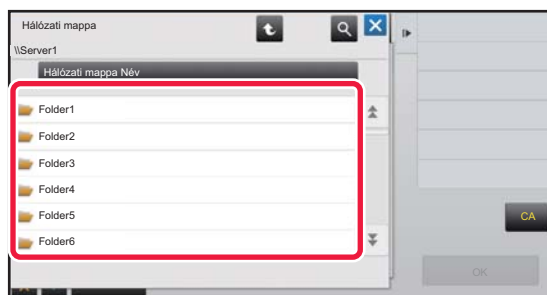 Hálózati mappa
\\Server1
Hálózati mappa Név
Folder1
Folder2
Folder3
Folder4
Folder5
Folder6
CA
OK